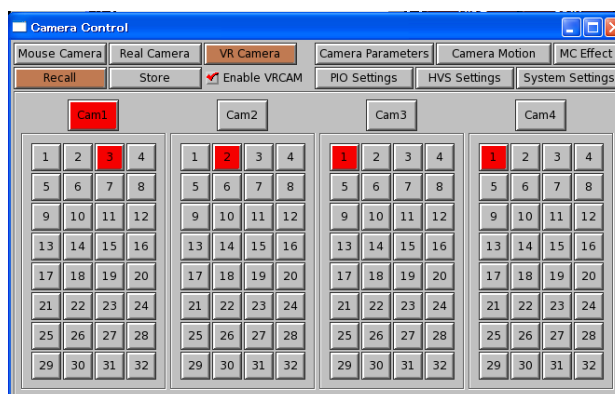 Camera Control
Mouse Camera Real Camera VR Camera Camera Parameters Camera Motion MC Effect
Recall Store Enable VRCAM PIO Settings HVS Settings System Settings
Cam1 Cam2 Cam3 Cam4
1 2 3 4 1 2 3 4 1 2 3 4 1 2 3 4
5 6 7 8 5 6 7 8 5 6 7 8 5 6 7 8
9 10 11 12 9 10 11 12 9 10 11 12 9 10 11 12
13 14 15 16 13 14 15 16 13 14 15 16 13 14 15 16
17 18 19 20 17 18 19 20 17 18 19 20 17 18 19 20
21 22 23 24 21 22 23 24 21 22 23 24 21 22 23 24
25 26 27 28 25 26 27 28 25 26 27 28 25 26 27 28
29 30 31 32 29 30 31 32 29 30 31 32 29 30 31 32